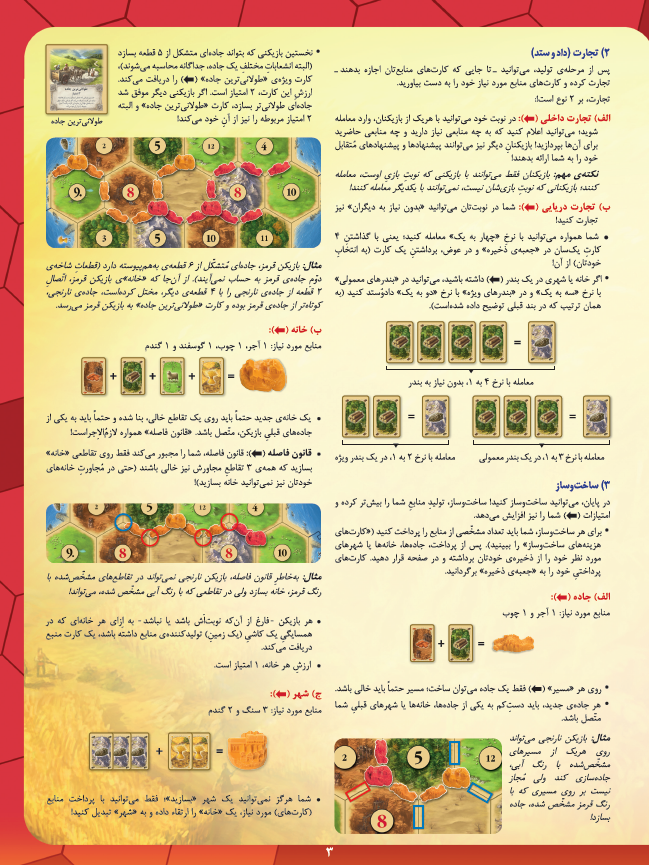 ۲) تجارت (داد و ستد)
پس از مرحله‌ی تولید، می‌توانید ـ تا جایی که کارت‌های منابع‌تان اجازه بدهند ـ
تجارت کرده و کارت‌های منابع مورد نیاز خود را به دست بیاورید.
تجارت، بر ۲ نوع است:
الف) تجارت داخلی (⬅): در نوبت خود می‌توانید با هریک از بازیکنان، وارد معامله
شوید؛ می‌توانید اعلام کنید که به چه منابعی نیاز دارید و چه منابعی حاضرید
برای آن‌ها بپردازید! بازیکنان دیگر نیز می‌توانند پیشنهادها و پیشنهادهای مُتقابل
خود را به شما ارائه بدهند!
نکته‌ی مهم: بازیکنان فقط می‌توانند با بازیکنی که نوبت بازی اوست، معامله
کنند؛ بازیکنانی که نوبت بازی‌شان نیست، نمی‌توانند با یکدیگر معامله کنند!
ب) تجارت دریایی (⬅): شما در نوبت‌تان می‌توانید «بدون نیاز به دیگران» نیز
تجارت کنید!
• شما همواره می‌توانید با نرخ «چهار به یک» معامله کنید؛ یعنی با گذاشتن ۴
کارت یک‌سان در «جعبه‌ی ذخیره» و در عوض، برداشتن یک کارت (به انتخاب
خودتان) از آن!
• اگر خانه یا شهری در یک بندر (⬅) داشته باشید، می‌توانید در «بندرهای معمولی»
با نرخ «سه به یک» و در «بندرهای ویژه» با نرخ «دو به یک» دادوستد کنید (به
همان ترتیب که در بند قبلی توضیح داده شده‌است).
=
معامله با نرخ ۴ به ۱، بدون نیاز به بندر
=
=
معامله با نرخ ۳ به ۱، در یک بندر معمولی
معامله با نرخ ۲ به ۱، در یک بندر ویژه
۳) ساخت‌وساز
در پایان، می‌توانید ساخت‌وساز کنید! ساخت‌وساز، تولید منابع شما را بیش‌تر کرده و
امتیازات (⬅) شما را نیز افزایش می‌دهد.
• برای هر ساخت‌وساز، شما باید تعداد مشخّصی از منابع را پرداخت کنید («کارت‌های
هزینه‌های ساخت‌وساز» را ببینید). پس از پرداخت، جاده‌ها، خانه‌ها یا شهرهای
مورد نظر خود را از ذخیره‌ی خودتان برداشته و در صفحه قرار دهید. کارت‌های
پرداختیِ خود را به «جعبه‌ی ذخیره» برگردانید.
الف) جاده (⬅):
منابع مورد نیاز: ۱ آجر و ۱ چوب
+ =
• روی هر «مسیر» (⬅) فقط یک جاده می‌توان ساخت؛ مسیر حتماً باید خالی باشد.
• هر جاده‌ی جدید، باید دستِ‌کم به یکی از جاده‌ها، خانه‌ها یا شهرهای قبلیِ شما
متّصل باشد.
مثال: بازیکن نارنجی می‌تواند
روی هریک از مسیرهای
مشخّص‌شده با رنگ آبی،
جاده‌سازی کند ولی مُجاز
نیست بر روی مسیری که با
رنگ قرمز مشخّص شده، جاده
بسازد!
2
5
12
8
• نخستین بازیکنی که بتواند جاده‌ای متشکل از ۵ قطعه بسازد
(البته انشعابات مختلفِ یک جاده، جداگانه محاسبه می‌شوند)،
کارت ویژه‌ی «طولانی‌ترین جاده» (⬅) را دریافت می‌کند.
ارزشِ این کارت، ۲ امتیاز است. اگر بازیکنی دیگر موفق شد
جاده‌ای طولانی‌تر بسازد، کارت «طولانی‌ترین جاده» و البته
۲ امتیاز مربوطه را نیز از آنِ خود می‌کند!
طولانی‌ترین جاده
طولانی‌ترین جاده
2
5
12
4
9
8
8
10
3
5
10
11
مثال: بازیکن قرمز، جاده‌ای مُتشکّل از ۶ قطعه‌ی به‌هم‌پیوسته دارد (قطعاتِ شاخه‌ی
دوّم جاده‌ی قرمز به حساب نمی‌آیند). از آن‌جا که «خانه»‌ی بازیکن قرمز، اتّصالِ
۲ قطعه از جاده‌ی نارنجی را با ۴ قطعه‌ی دیگر، مختل کرده‌است، جاده‌ی نارنجی،
کوتاه‌تر از جاده‌ی قرمز بوده و کارت «طولانی‌ترین جاده» به بازیکن قرمز می‌رسد.
ب) خانه (⬅):
منابع مورد نیاز: ۱ آجر، ۱ چوب، ۱ گوسفند و ۱ گندم
+ + + =
• یک خانه‌ی جدید حتماً باید روی یک تقاطع خالی، بنا شده و حتماً باید به یکی از
جاده‌های قبلیِ بازیکن، متّصل باشد. «قانون فاصله» همواره لازمُ‌الاجراست!
• قانون فاصله (⬅): قانون فاصله، شما را مجبور می‌کند فقط روی تقاطعی «خانه»
بسازید که همه‌ی ۳ تقاطعِ مجاورش نیز خالی باشند (حتی در مُجاورتِ خانه‌های
خودتان نیز نمی‌توانید خانه بسازید)!
2
5
12
4
9
8
8
10
مثال: به‌خاطرِ قانون فاصله، بازیکن نارنجی نمی‌تواند در تقاطع‌های مشخّص‌شده با
رنگ قرمز، خانه بسازد ولی در تقاطعی که با رنگ آبی مشخّص شده، می‌تواند!
• هر بازیکن -فارغ از آن‌که نوبت‌اَش باشد یا نباشد- به اِزای هر خانه‌ای که در
همسایگیِ یک کاشیِ (یک زمینِ) تولیدکننده‌ی منابع داشته باشد، یک کارت منبع
دریافت می‌کند.
• ارزشِ هر خانه، ۱ امتیاز است.
ج) شهر (⬅):
منابع مورد نیاز: ۳ سنگ و ۲ گندم
+ =
• شما هرگز نمی‌توانید یک شهر «بسازید»؛ فقط می‌توانید با پرداخت منابع
(کارت‌های) مورد نیاز، یک «خانه» را ارتقاء داده و به «شهر» تبدیل کنید!
۳